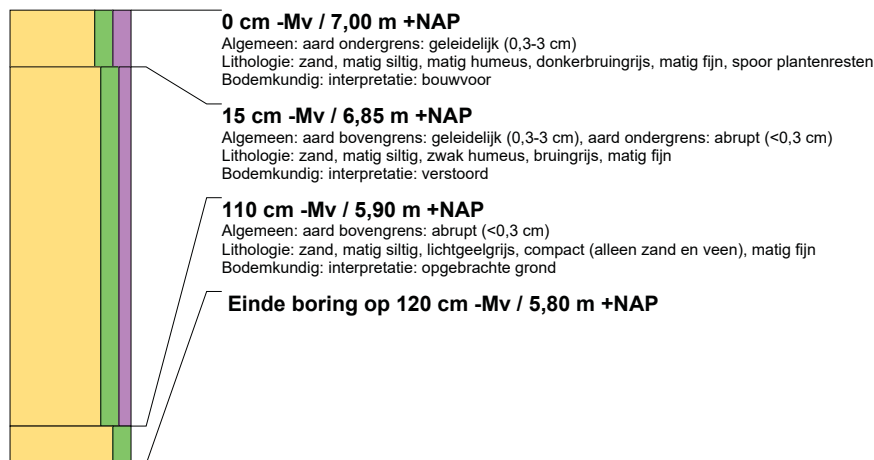 0 cm -Mv / 7,00 m +NAP
Algemeen: aard ondergrens: geleidelijk (0,3-3 cm)
Lithologie: zand, matig siltig, matig humeus, donkerbruingrijs, matig fijn, spoor plantenresten
Bodemkundig: interpretatie: bouwvoor
15 cm -Mv / 6,85 m +NAP
Algemeen: aard bovengrens: geleidelijk (0,3-3 cm), aard ondergrens: abrupt (<0,3 cm)
Lithologie: zand, matig siltig, zwak humeus, bruingrijs, matig fijn
Bodemkundig: interpretatie: verstoord
110 cm -Mv / 5,90 m +NAP
Algemeen: aard bovengrens: abrupt (<0,3 cm)
Lithologie: zand, matig siltig, lichtgeelgrijs, compact (alleen zand en veen), matig fijn
Bodemkundig: interpretatie: opgebrachte grond
Einde boring op 120 cm -Mv / 5,80 m +NAP